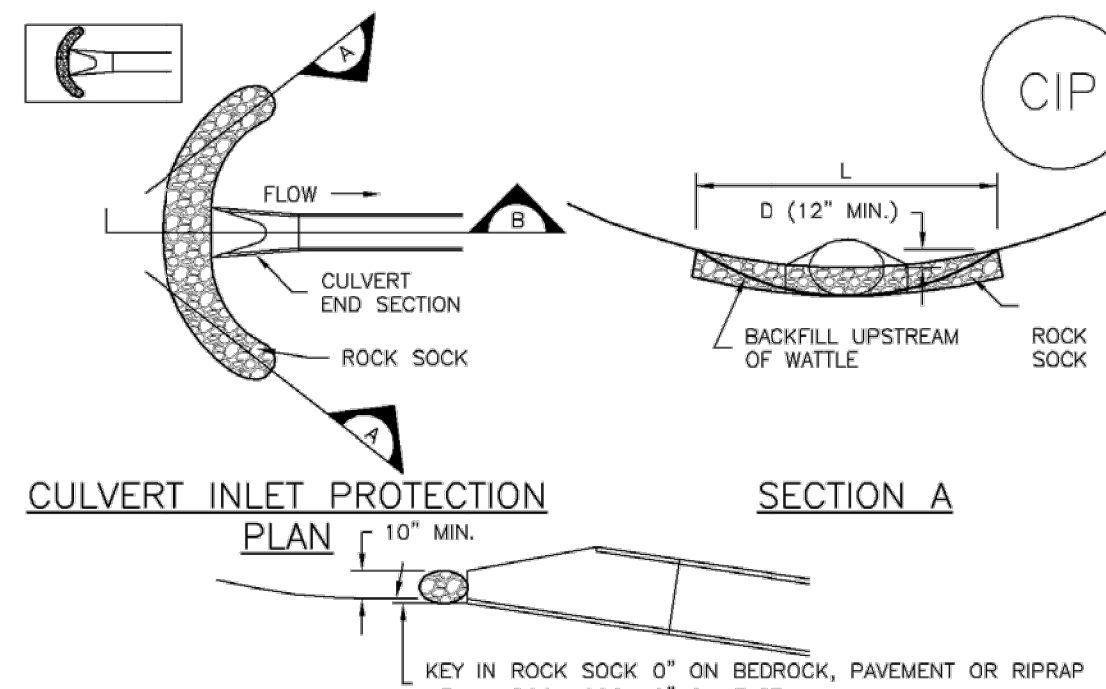 A
CIP
L
FLOW
D (12" MIN.)
B
CULVERT
END SECTION
BACKFILL UPSTREAM
OF WATTLE
ROCK
SOCK
ROCK SOCK
A
CULVERT INLET PROTECTION
PLAN
SECTION A
10" MIN.
KEY IN ROCK SOCK 0" ON BEDROCK, PAVEMENT OR RIPRAP